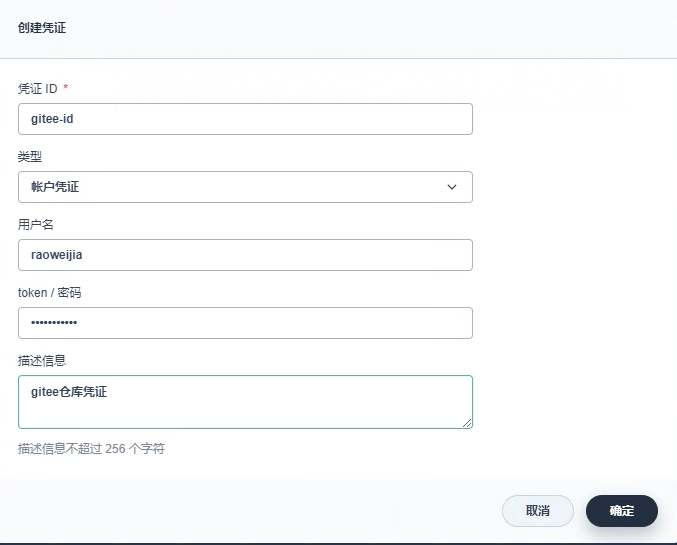 创建凭证
凭证 ID *
gitee-id
类型
帐户凭证
用户名
raoweijia
token / 密码
•••••••••••
描述信息
gitee仓库凭证
描述信息不超过 256 个字符
取消
确定